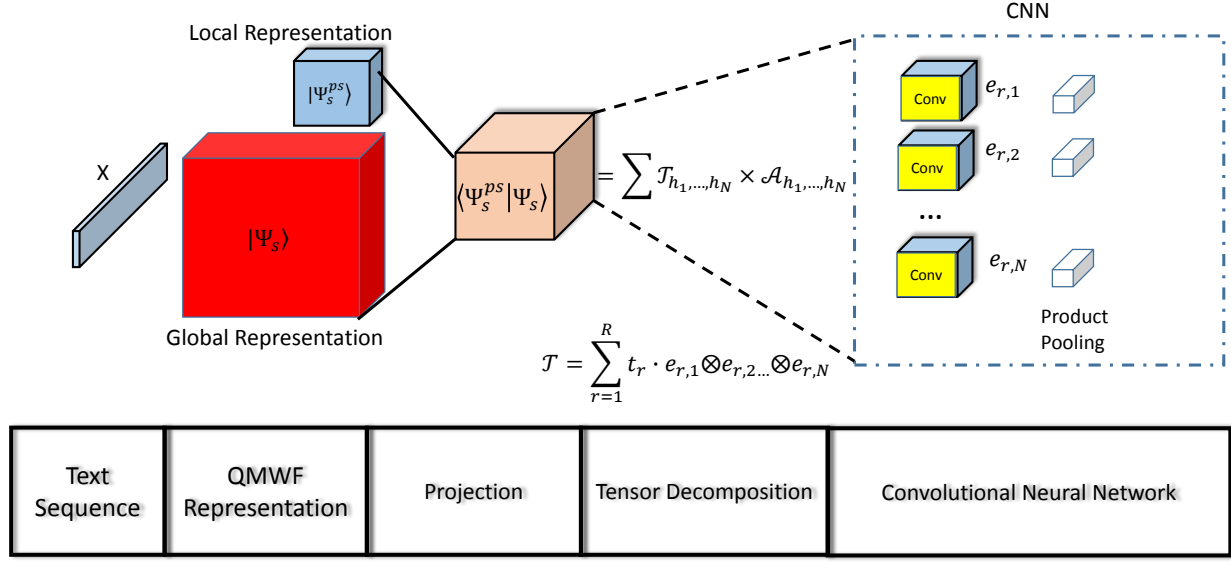 CNN
Local Representation
|Ψ_s^{ps}⟩
X
|Ψ_s⟩
Global Representation
⟨Ψ_s^{ps}|Ψ_s⟩
= ∑ 𝒯_{h_1,…,h_N} × 𝒜_{h_1,…,h_N}
𝒯 = ∑_{r=1}^{R} t_r · e_{r,1}⊗e_{r,2}…⊗e_{r,N}
Conv
e_{r,1}
Conv
e_{r,2}
...
Conv
e_{r,N}
Product
Pooling
Text
Sequence
QMWF
Representation
Projection
Tensor Decomposition
Convolutional Neural Network